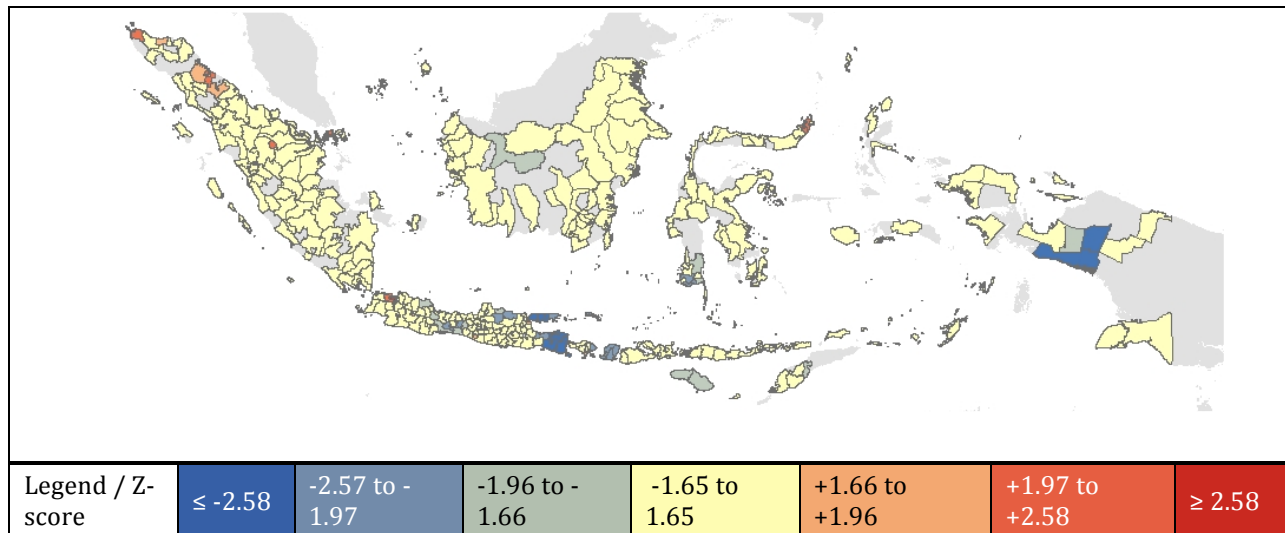 Legend / Z-
score
≤ -2.58
-2.57 to -
1.97
-1.96 to -
1.66
-1.65 to
1.65
+1.66 to
+1.96
+1.97 to
+2.58
≥ 2.58